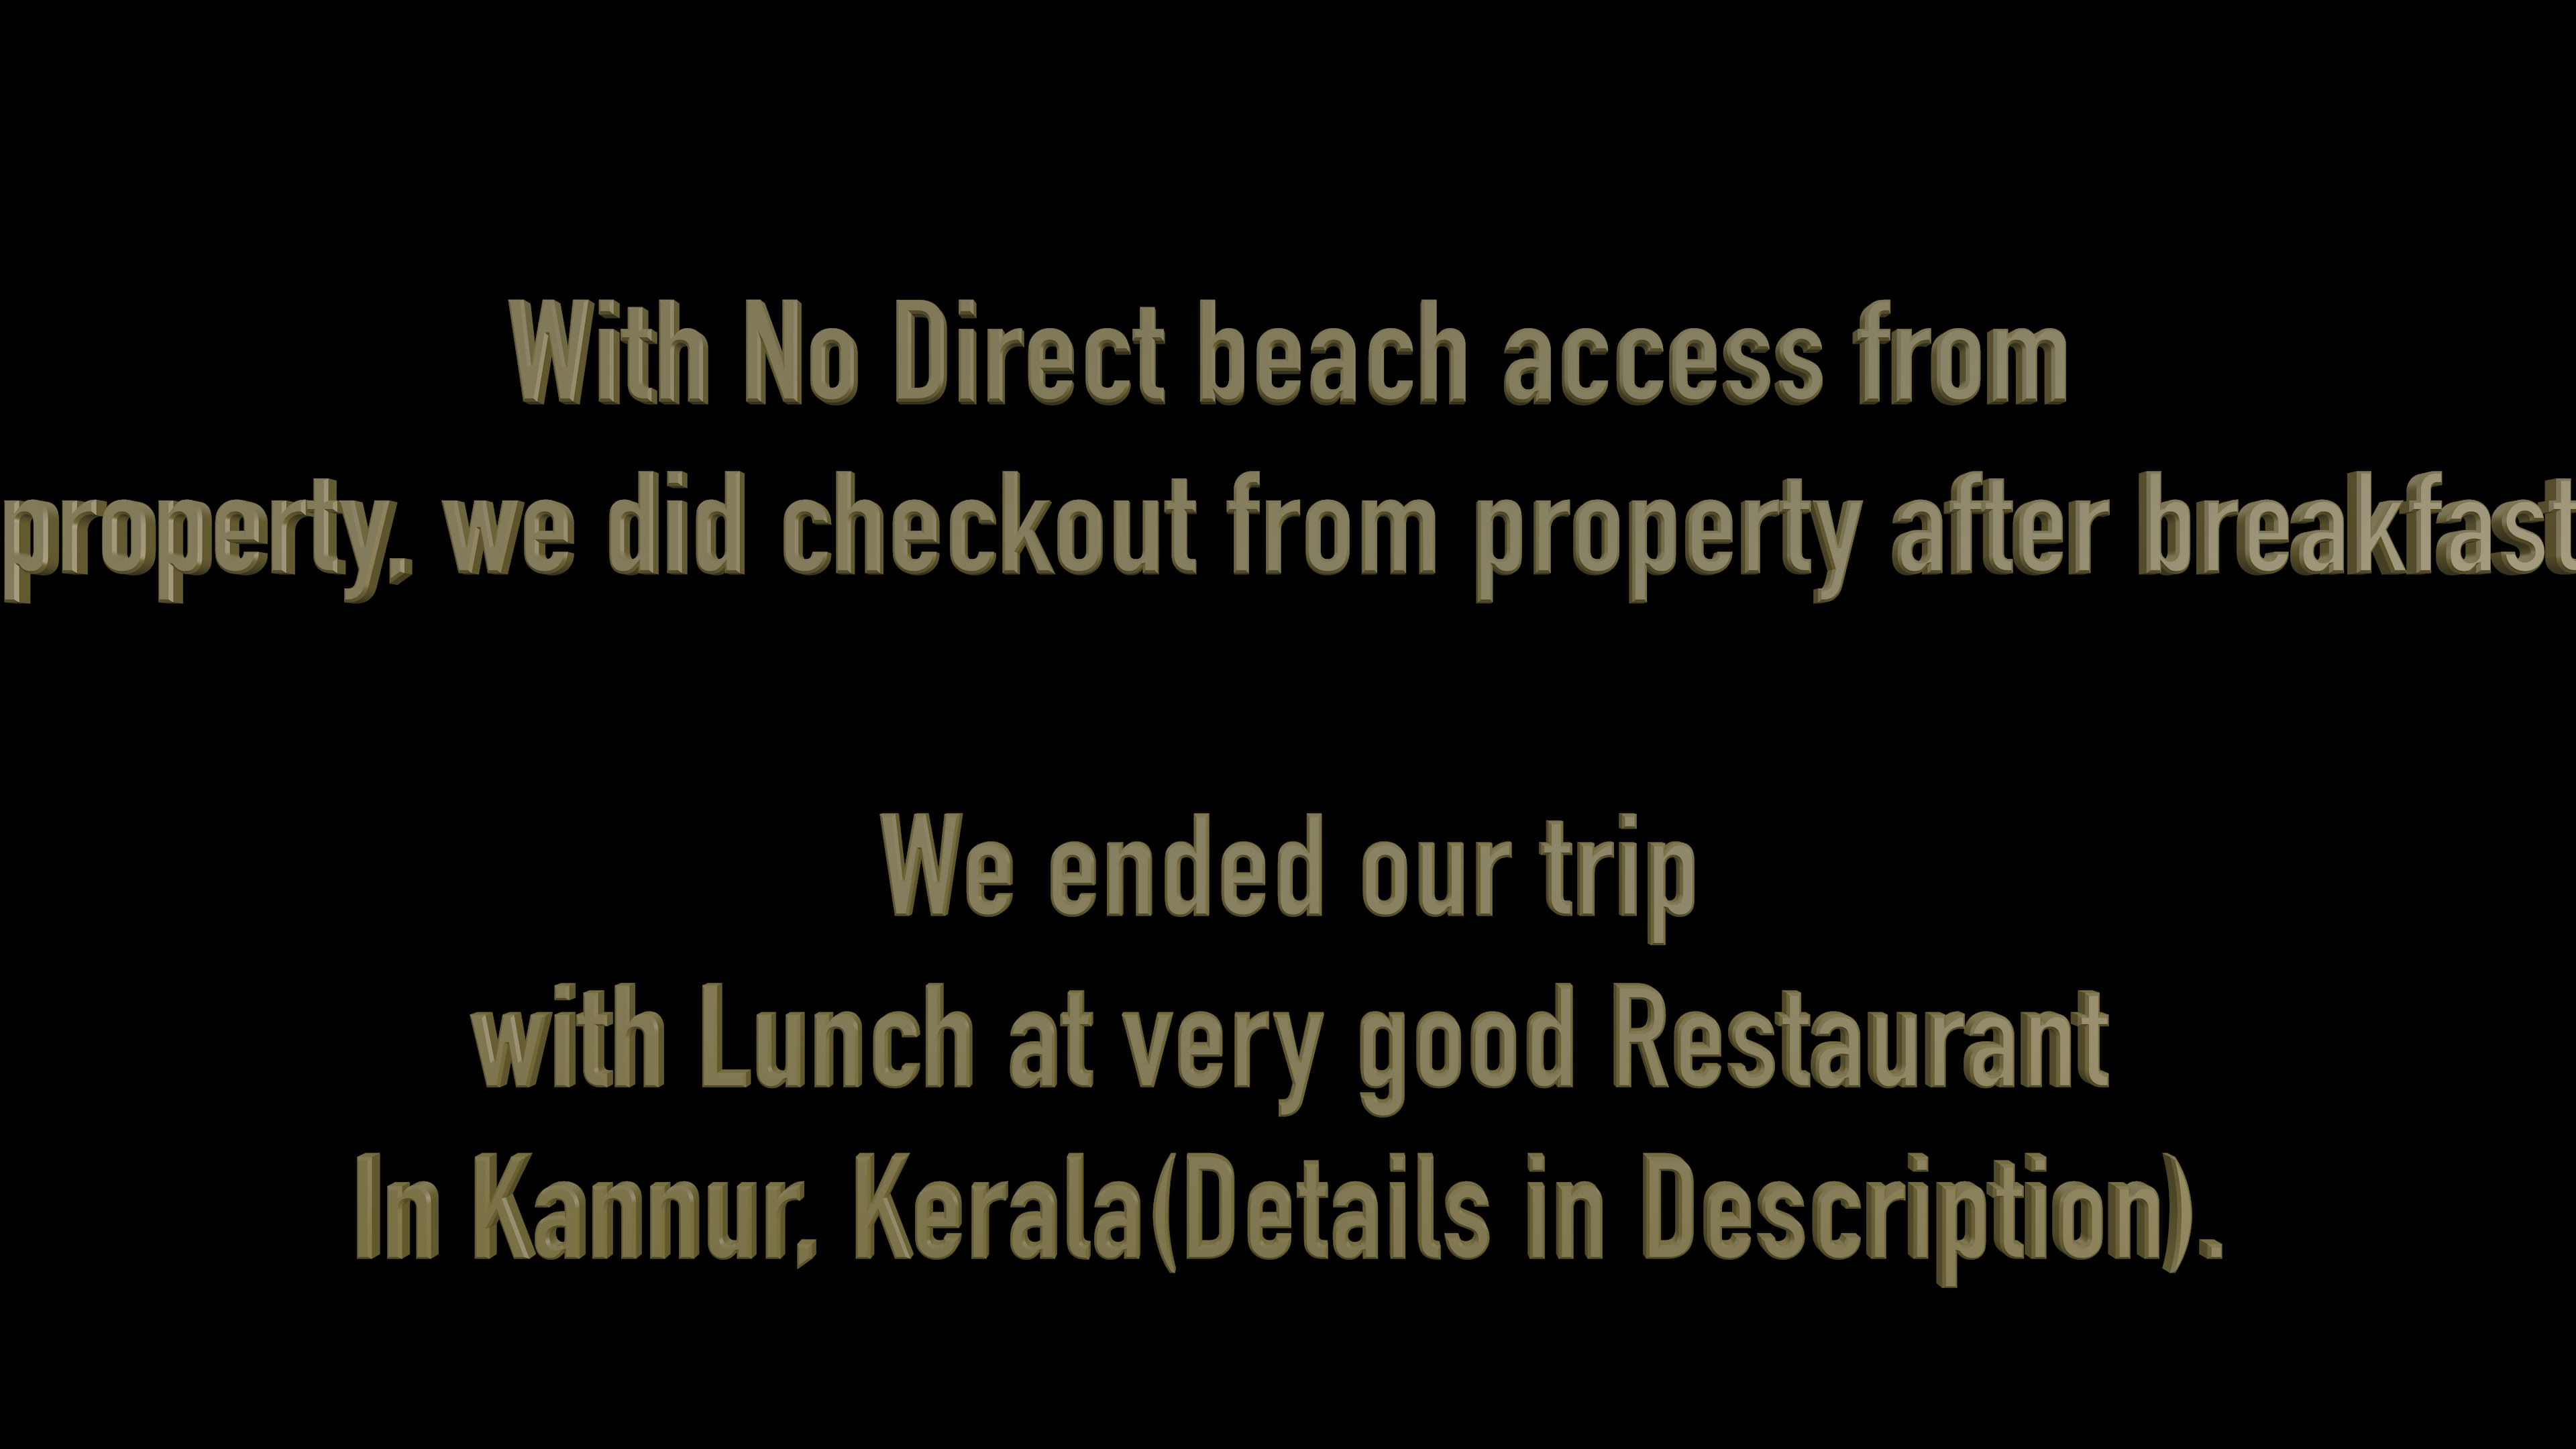 With No Direct beach access from
property, we did checkout from property after breakfast
We ended our trip
with Lunch at very good Restaurant
In Kannur, Kerala(Details in Description).